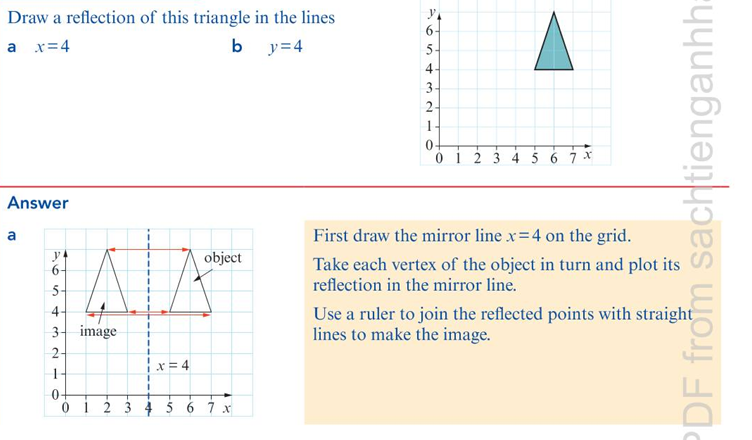 Draw a reflection of this triangle in the lines
a x=4 b y=4
y
6
5
4
3
2
1
0
0 1 2 3 4 5 6 7 x
Answer
a
y
6
5
4
3
2
1
0
0 1 2 3 4 5 6 7 x
object
image
x = 4
First draw the mirror line x=4 on the grid.
Take each vertex of the object in turn and plot its
reflection in the mirror line.
Use a ruler to join the reflected points with straight
lines to make the image.
PDF from sachtienganhha